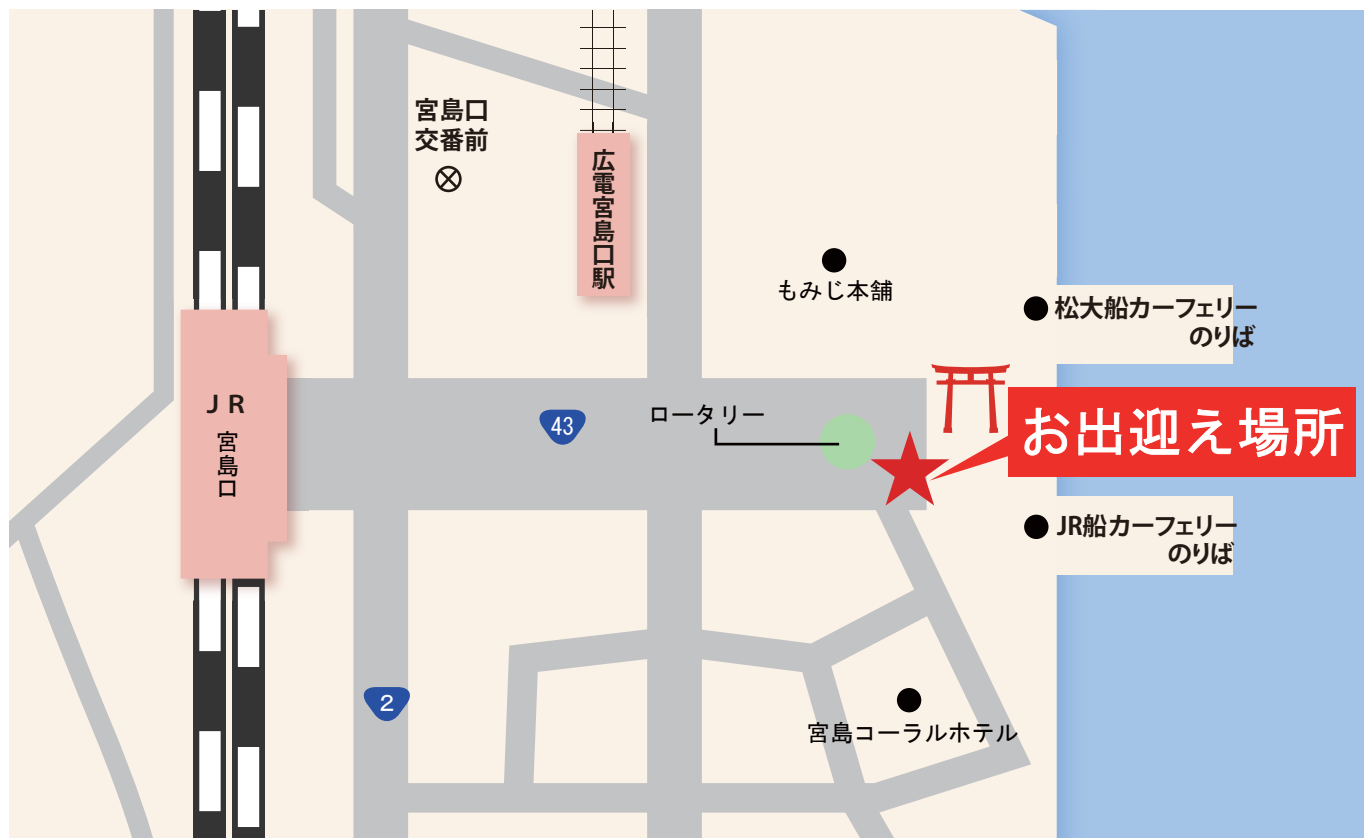 宮島口
交番前
広電宮島口駅
もみじ本舗
松大船カーフェリー
のりば
JR
宮島口
43
ロータリー
お出迎え場所
JR船カーフェリー
のりば
2
宮島コーラルホテル